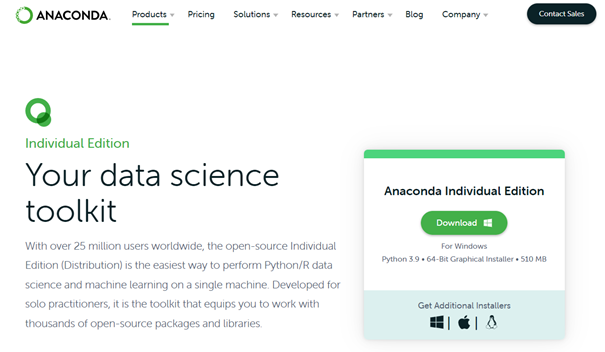 ANACONDA.
Products
Pricing
Solutions
Resources
Partners
Blog
Company
Contact Sales
Individual Edition
Your data science
toolkit
With over 25 million users worldwide, the open-source Individual
Edition (Distribution) is the easiest way to perform Python/R data
science and machine learning on a single machine. Developed for
solo practitioners, it is the toolkit that equips you to work with
thousands of open-source packages and libraries.
Anaconda Individual Edition
Download
For Windows
Python 3.9 • 64-Bit Graphical Installer • 510 MB
Get Additional Installers